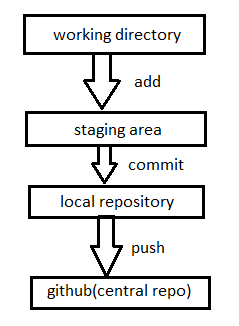 working directory
add
staging area
commit
local repository
push
github(central repo)